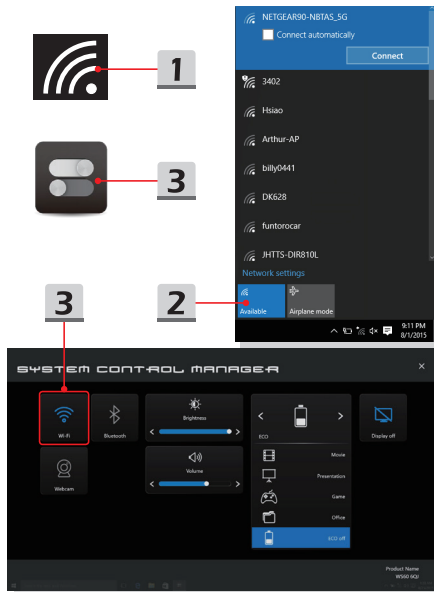 1
3
3
NETGEAR90-NBTAS_5G
Connect automatically
Connect
3402
Hsiao
Arthur-AP
billy0441
DK628
funtorocar
JHTTS-DIR810L
Network settings
2
Available
Airplane mode
9:11 PM
8/1/2015
SYSTEM CONTROL MANAGER
×
Wi-Fi
Bluetooth
Brightness
ECO
Display off
Webcam
Volume
Movie
Presentation
Game
Office
ECO off
Product Name
WS60 6QJ